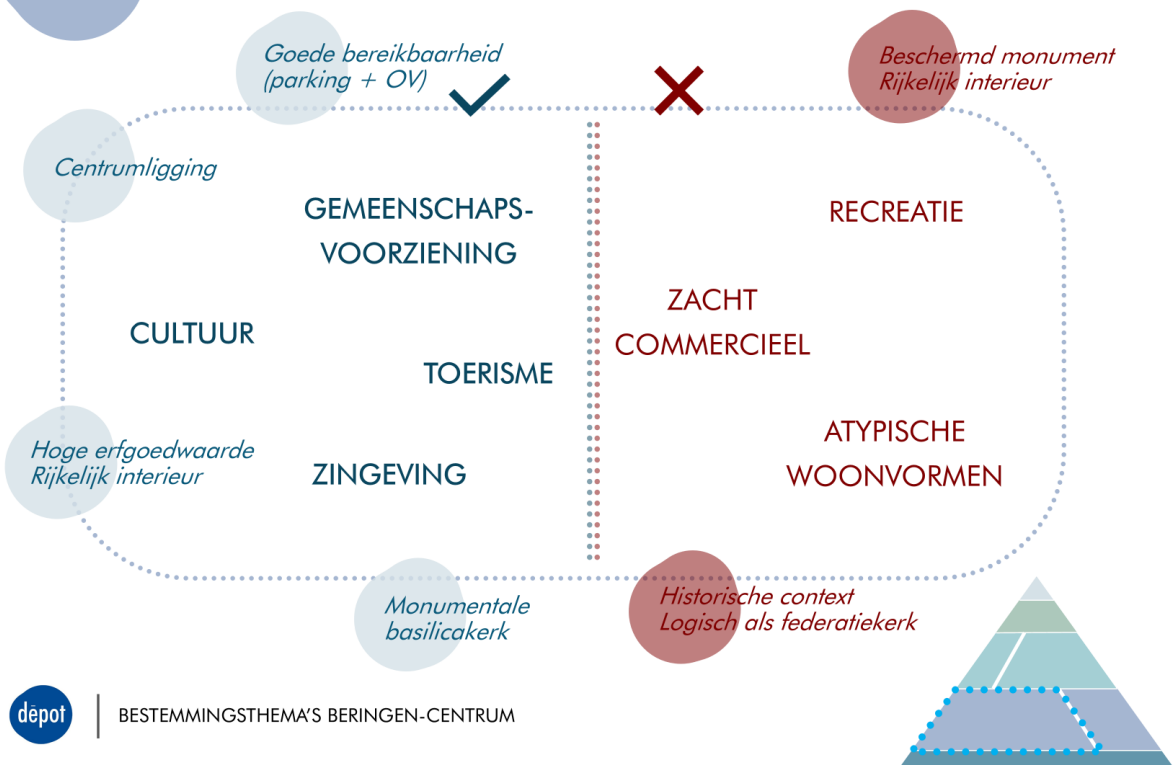 Goede bereikbaarheid
(parking + OV)
Beschermd monument
Rijkelijk interieur
Centrumligging
GEMEENSCHAPS-
VOORZIENING
RECREATIE
ZACHT
COMMERCIEEL
CULTUUR
TOERISME
ATYPISCHE
WOONVORMEN
Hoge erfgoedwaarde
Rijkelijk interieur
ZINGEVING
Monumentale
basilicakerk
Historische context
Logisch als federatiekerk
dēpot
BESTEMMINGSTHEMA'S BERINGEN-CENTRUM